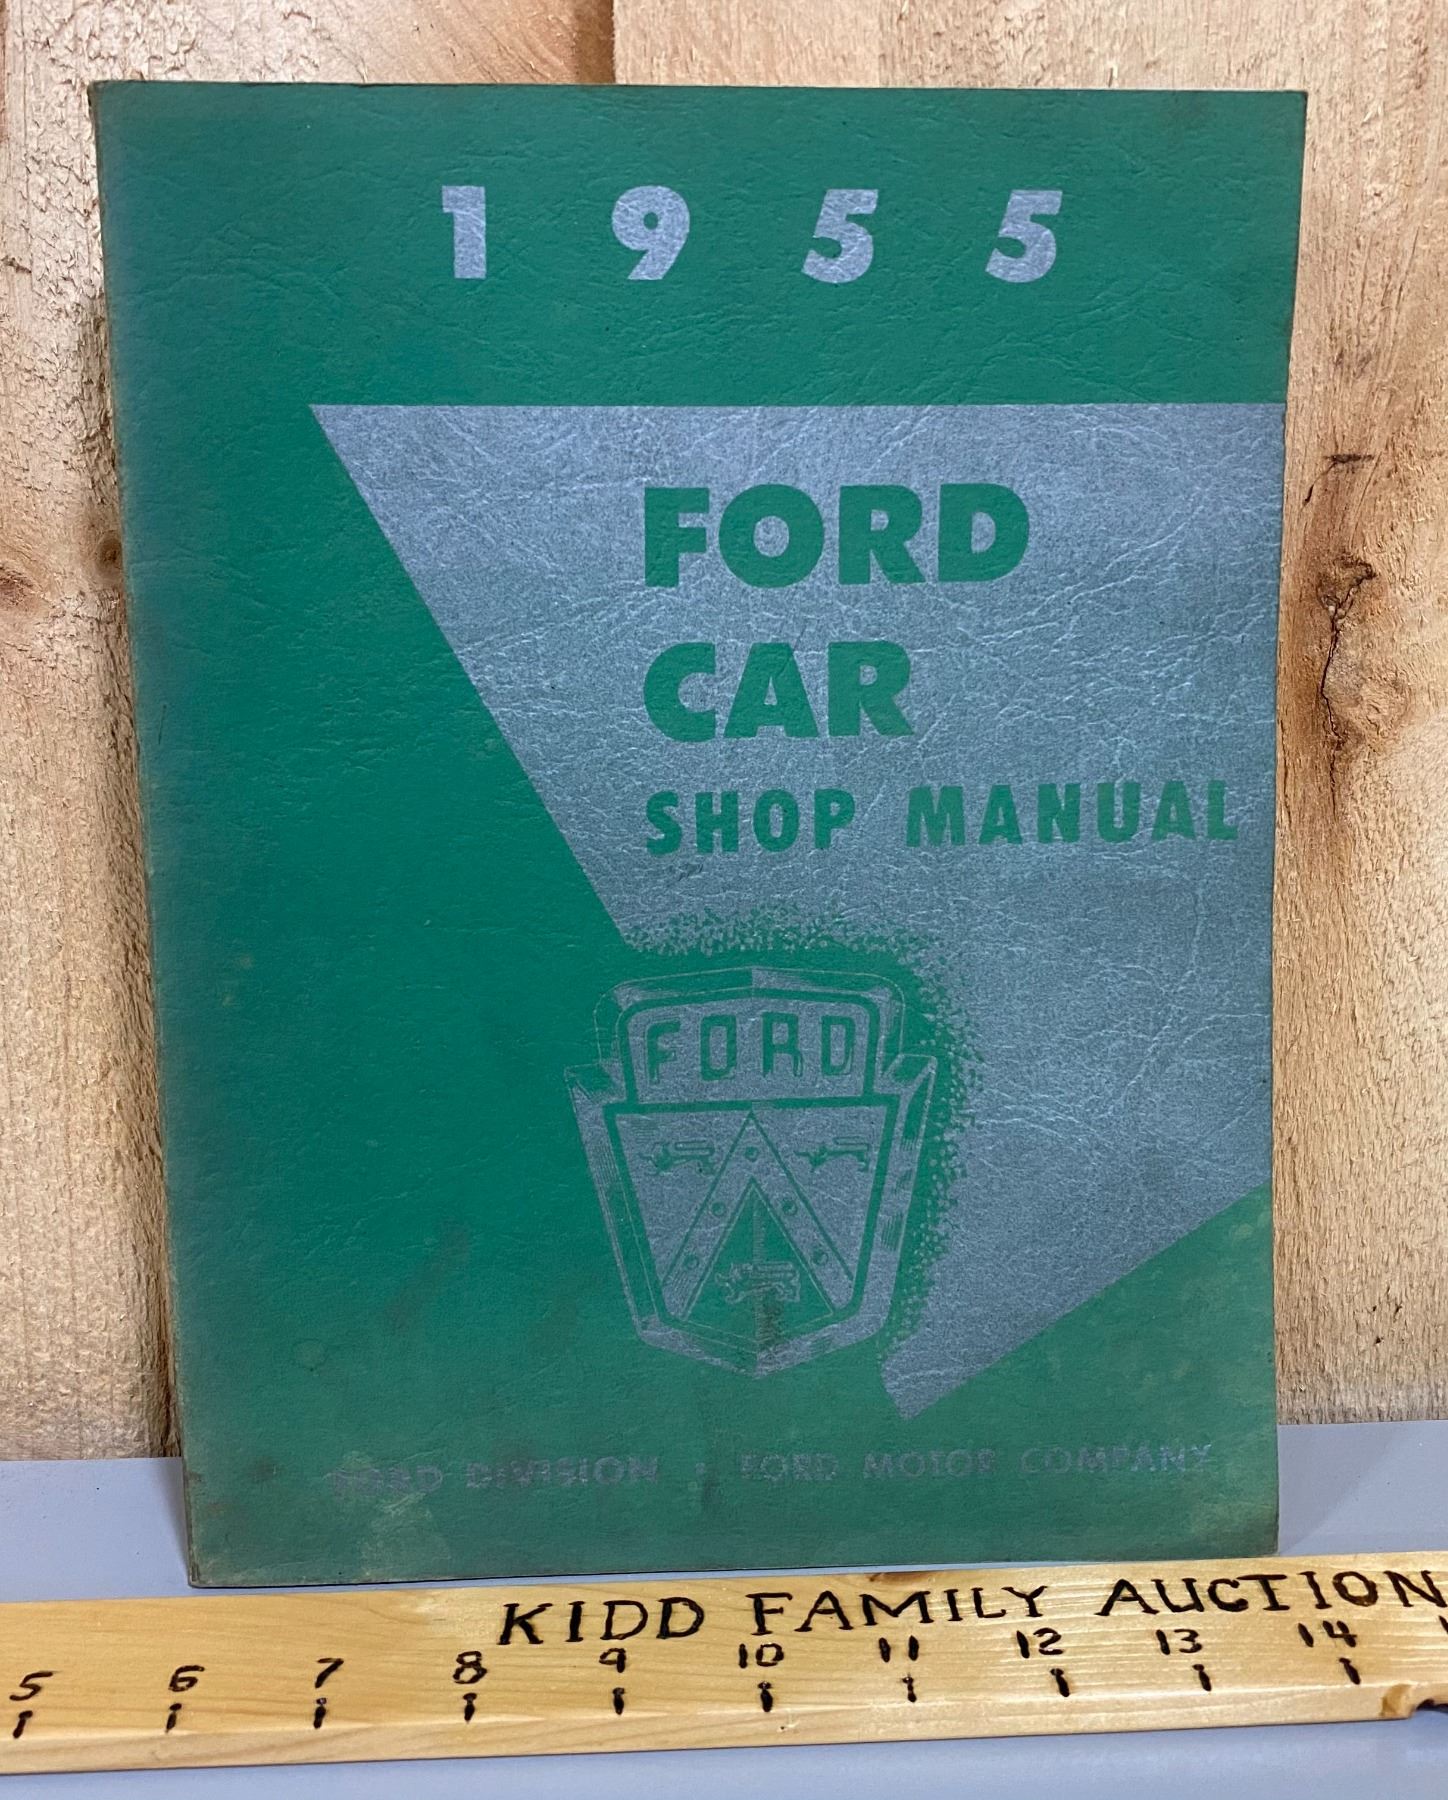 1955
FORD
CAR
SHOP MANUAL
FORD
FORD DIVISION • FORD MOTOR COMPANY
KIDD FAMILY AUCTION
5 6 7 8 9 10 11 12 13 14